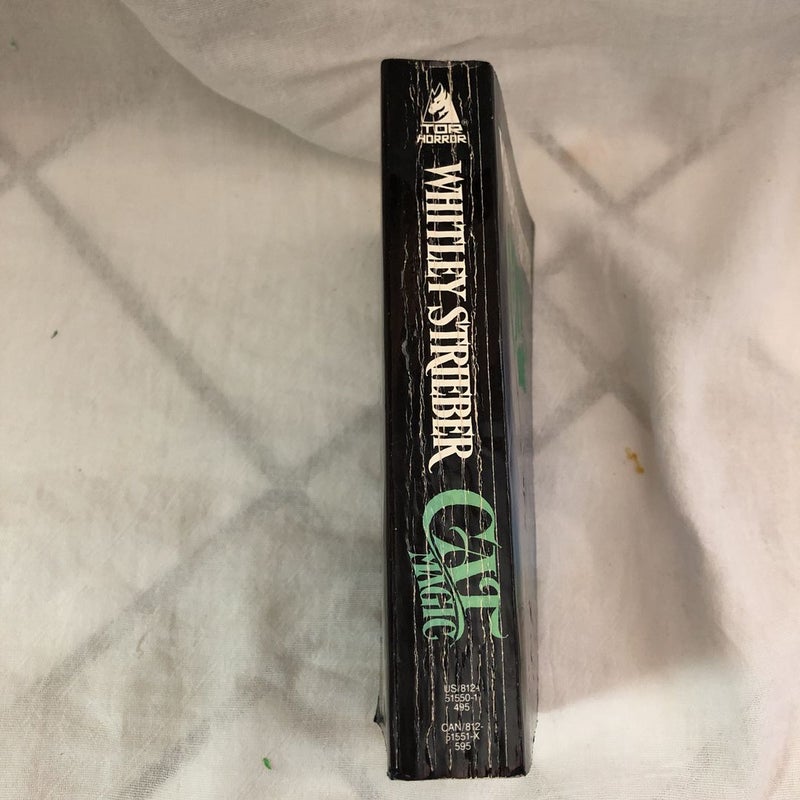 TOR®
HORROR
WHITLEY STRIEBER
CAT
MAGIC
US/812-
51550-1
495
CAN/812-
51551-X
595